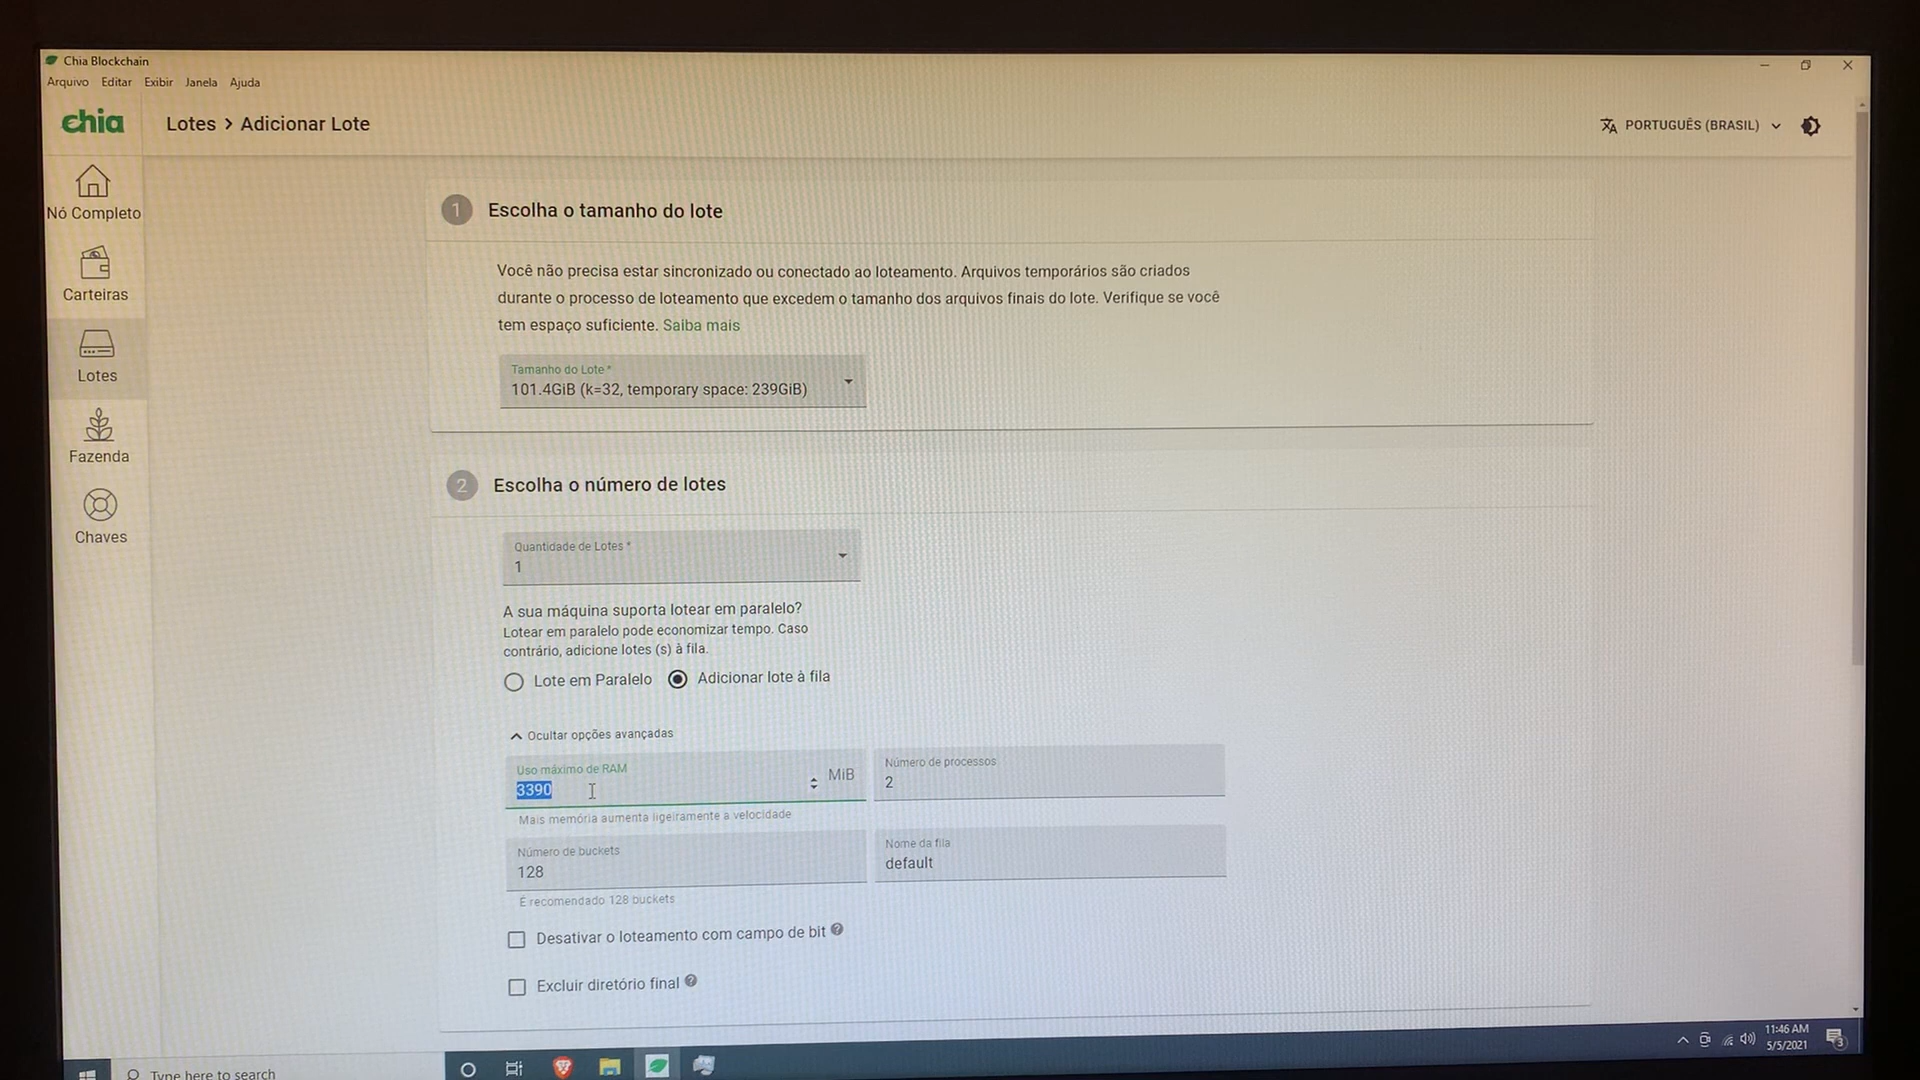 Chia Blockchain
Arquivo Editar Exibir Janela Ajuda
chia
Lotes > Adicionar Lote
PORTUGUÊS (BRASIL)
Nó Completo
Carteiras
Lotes
Fazenda
Chaves
1 Escolha o tamanho do lote
Você não precisa estar sincronizado ou conectado ao loteamento. Arquivos temporários são criados
durante o processo de loteamento que excedem o tamanho dos arquivos finais do lote. Verifique se você
tem espaço suficiente. Saiba mais
Tamanho do Lote *
101.4GiB (k=32, temporary space: 239GiB)
2 Escolha o número de lotes
Quantidade de Lotes *
1
A sua máquina suporta lotear em paralelo?
Lotear em paralelo pode economizar tempo. Caso
contrário, adicione lotes (s) à fila.
Lote em Paralelo Adicionar lote à fila
Ocultar opções avançadas
Uso máximo de RAM
3390 MiB
Mais memória aumenta ligeiramente a velocidade
Número de processos
2
Número de buckets
128
É recomendado 128 buckets
Nome da fila
default
Desativar o loteamento com campo de bit
Excluir diretório final
Type here to search
11:46 AM
5/5/2021
3